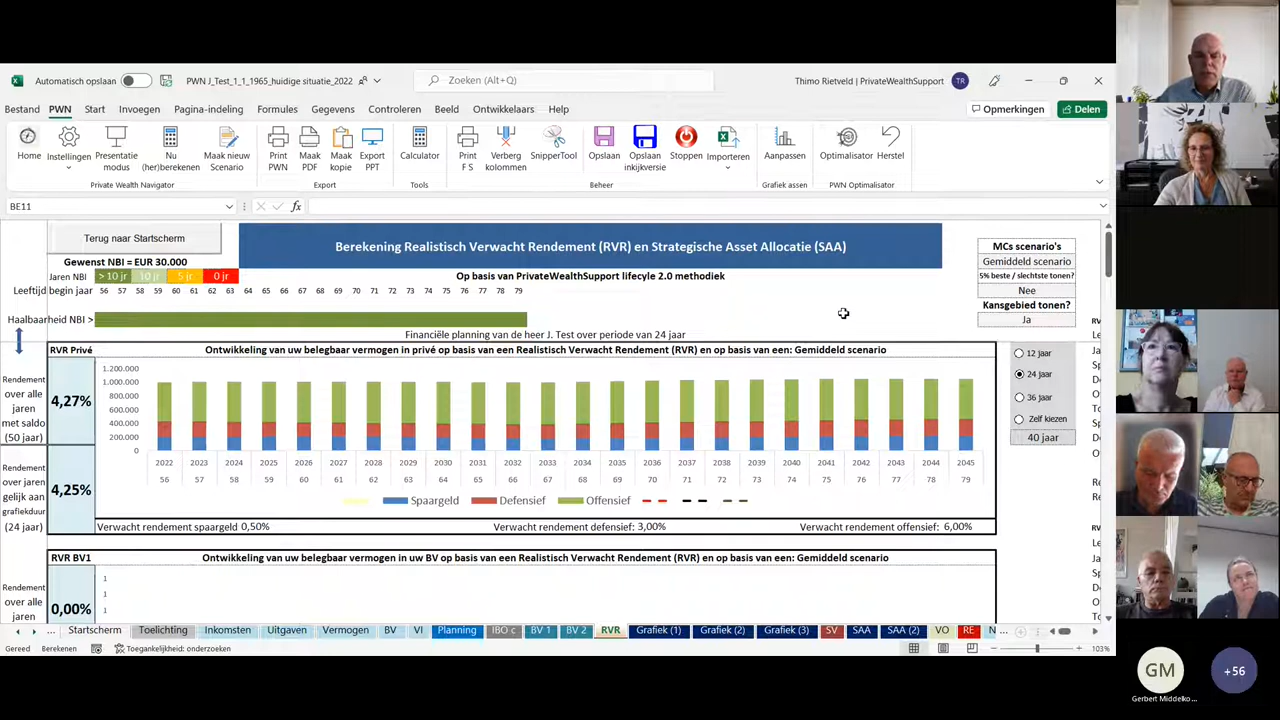 Automatisch opslaan
PWN J_Test_1_1_1965_huidige situatie_2022
Zoeken (Alt+Q)
Thimo Rietveld | PrivateWealthSupport
TR
Bestand PWN Start Invoegen Pagina-indeling Formules Gegevens Controleren Beeld Ontwikkelaars Help
Opmerkingen
Delen
Home
Instellingen
Presentatie modus
Nu (her)berekenen
Maak nieuw Scenario
Print PWN
Maak PDF
Maak kopie
Export PPT
Calculator
Print F S
Verberg kolommen
SnipperTool
Opslaan
Opslaan inkijkversie
Stoppen
Importeren
Aanpassen
Optimalisator
Herstel
Private Wealth Navigator
Export
Tools
Beheer
Grafiek assen
PWN Optimalisator
BE11
fx
Terug naar Startscherm
Berekening Realistisch Verwacht Rendement (RVR) en Strategische Asset Allocatie (SAA)
MCs scenario's
Gemiddeld scenario
5% beste / slechtste tonen?
Nee
Kansgebied tonen?
Ja
Gewenst NBI = EUR 30.000
Jaren NBI > 10 jr 10 jr 5 jr 0 jr
Op basis van PrivateWealthSupport lifecyle 2.0 methodiek
Leeftijd begin jaar 56 57 58 59 60 61 62 63 64 65 66 67 68 69 70 71 72 73 74 75 76 77 78 79
Haalbaarheid NBI >
Financiële planning van de heer J. Test over periode van 24 jaar
RVR Privé
Ontwikkeling van uw belegbaar vermogen in privé op basis van een Realistisch Verwacht Rendement (RVR) en op basis van een: Gemiddeld scenario
Rendement
over alle
jaren
met saldo
(50 jaar)
4,27%
Rendement
over jaren
gelijk aan
grafiekduur
(24 jaar)
4,25%
1.200.000
1.000.000
800.000
600.000
400.000
200.000
0
2022 2023 2024 2025 2026 2027 2028 2029 2030 2031 2032 2033 2034 2035 2036 2037 2038 2039 2040 2041 2042 2043 2044 2045
56 57 58 59 60 61 62 63 64 65 66 67 68 69 70 71 72 73 74 75 76 77 78 79
Spaargeld Defensief Offensief
Verwacht rendement spaargeld 0,50%
Verwacht rendement defensief: 3,00%
Verwacht rendement offensief: 6,00%
12 jaar
24 jaar
36 jaar
Zelf kiezen
40 jaar
RVR BV1
Ontwikkeling van uw belegbaar vermogen in uw BV op basis van een Realistisch Verwacht Rendement (RVR) en op basis van een: Gemiddeld scenario
Rendement
over alle
jaren
0,00%
1
1
1
... Startscherm Toelichting Inkomsten Uitgaven Vermogen BV VI Planning IBO c BV 1 BV 2 RVR Grafiek (1) Grafiek (2) Grafiek (3) SV SAA SAA (2) VO RE N ...
Gereed Berekenen Toegankelijkheid: onderzoeken
103%
GM
Gerbert Middelko...
+56